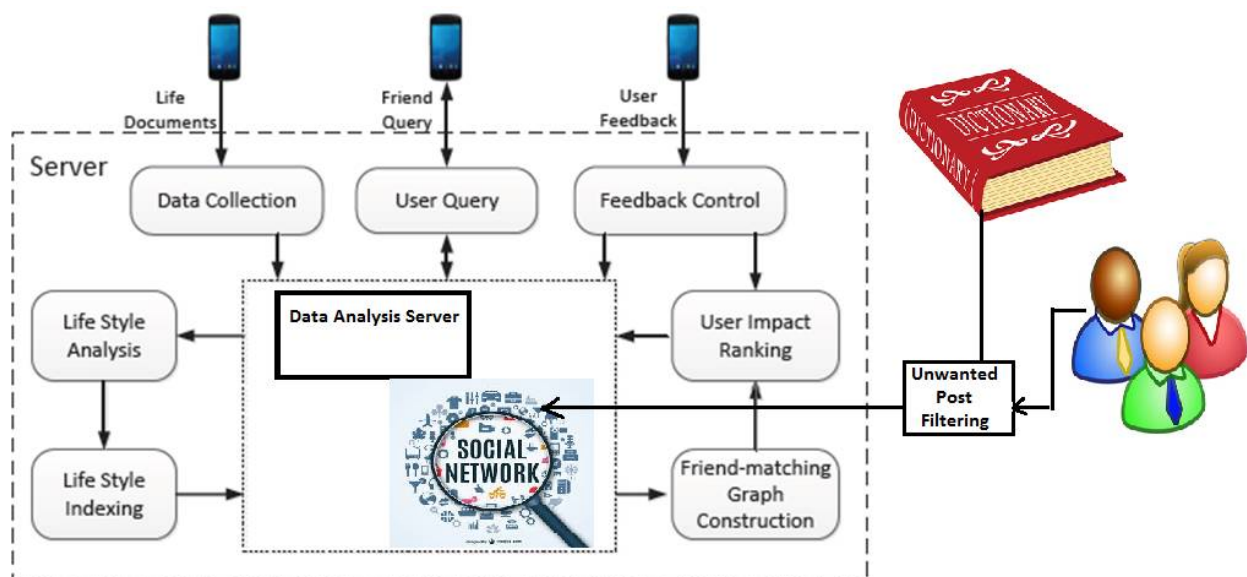 Life
Documents
Friend
Query
User
Feedback
DICTIONARY
DICTIONARY
Server
Data Collection
User Query
Feedback Control
Life Style
Analysis
Data Analysis Server
User Impact
Ranking
Unwanted
Post
Filtering
SOCIAL
NETWORK
Life Style
Indexing
Friend-matching
Graph
Construction